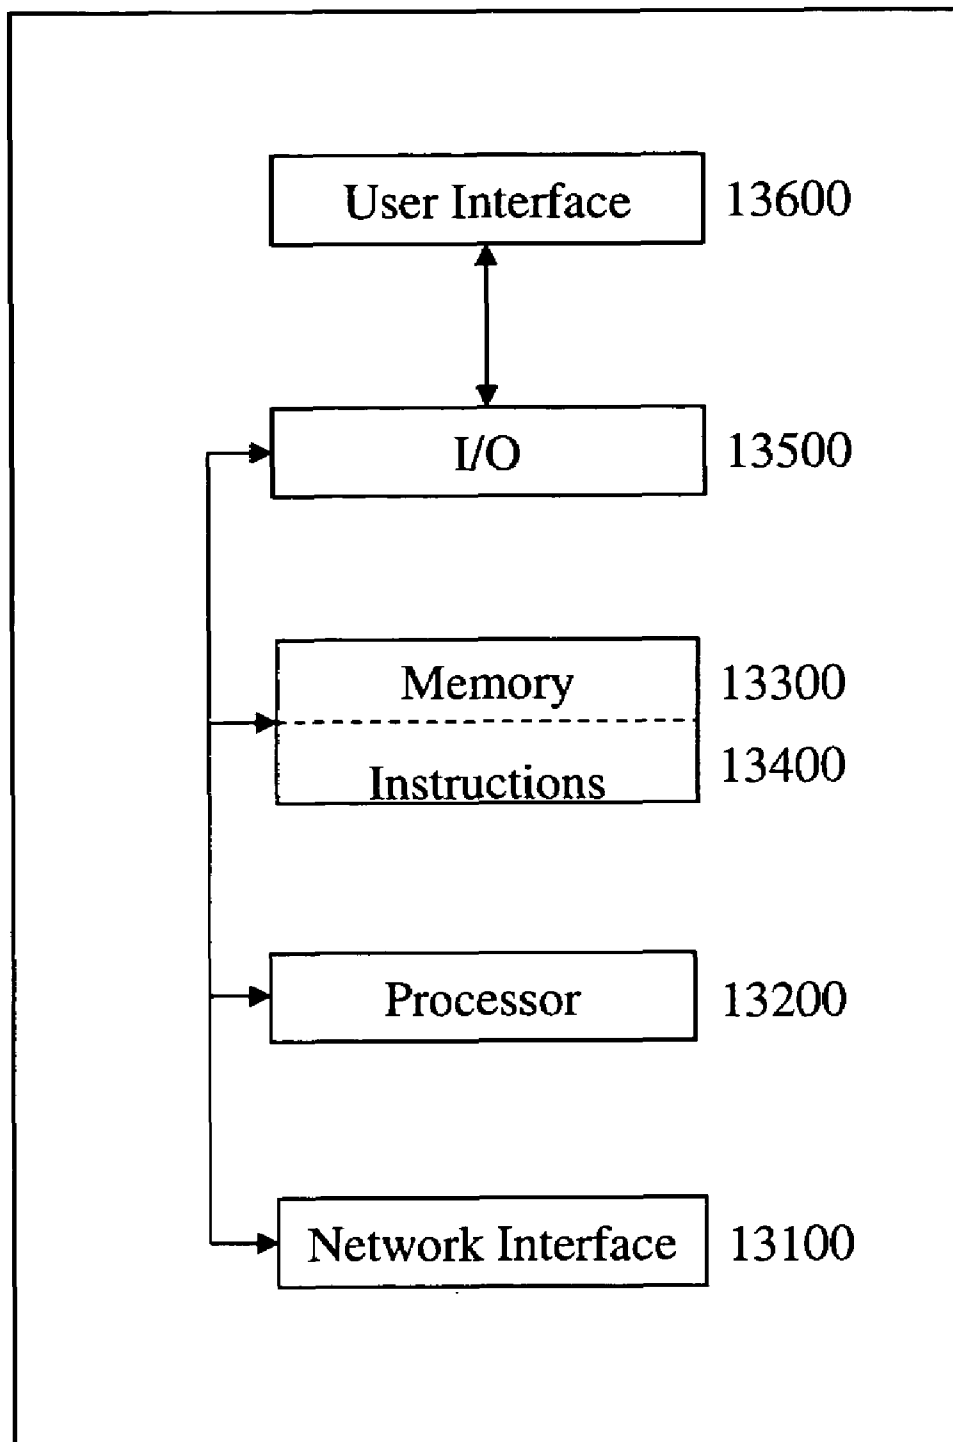 User Interface 13600
I/O 13500
Memory 13300
Instructions 13400
Processor 13200
Network Interface 13100